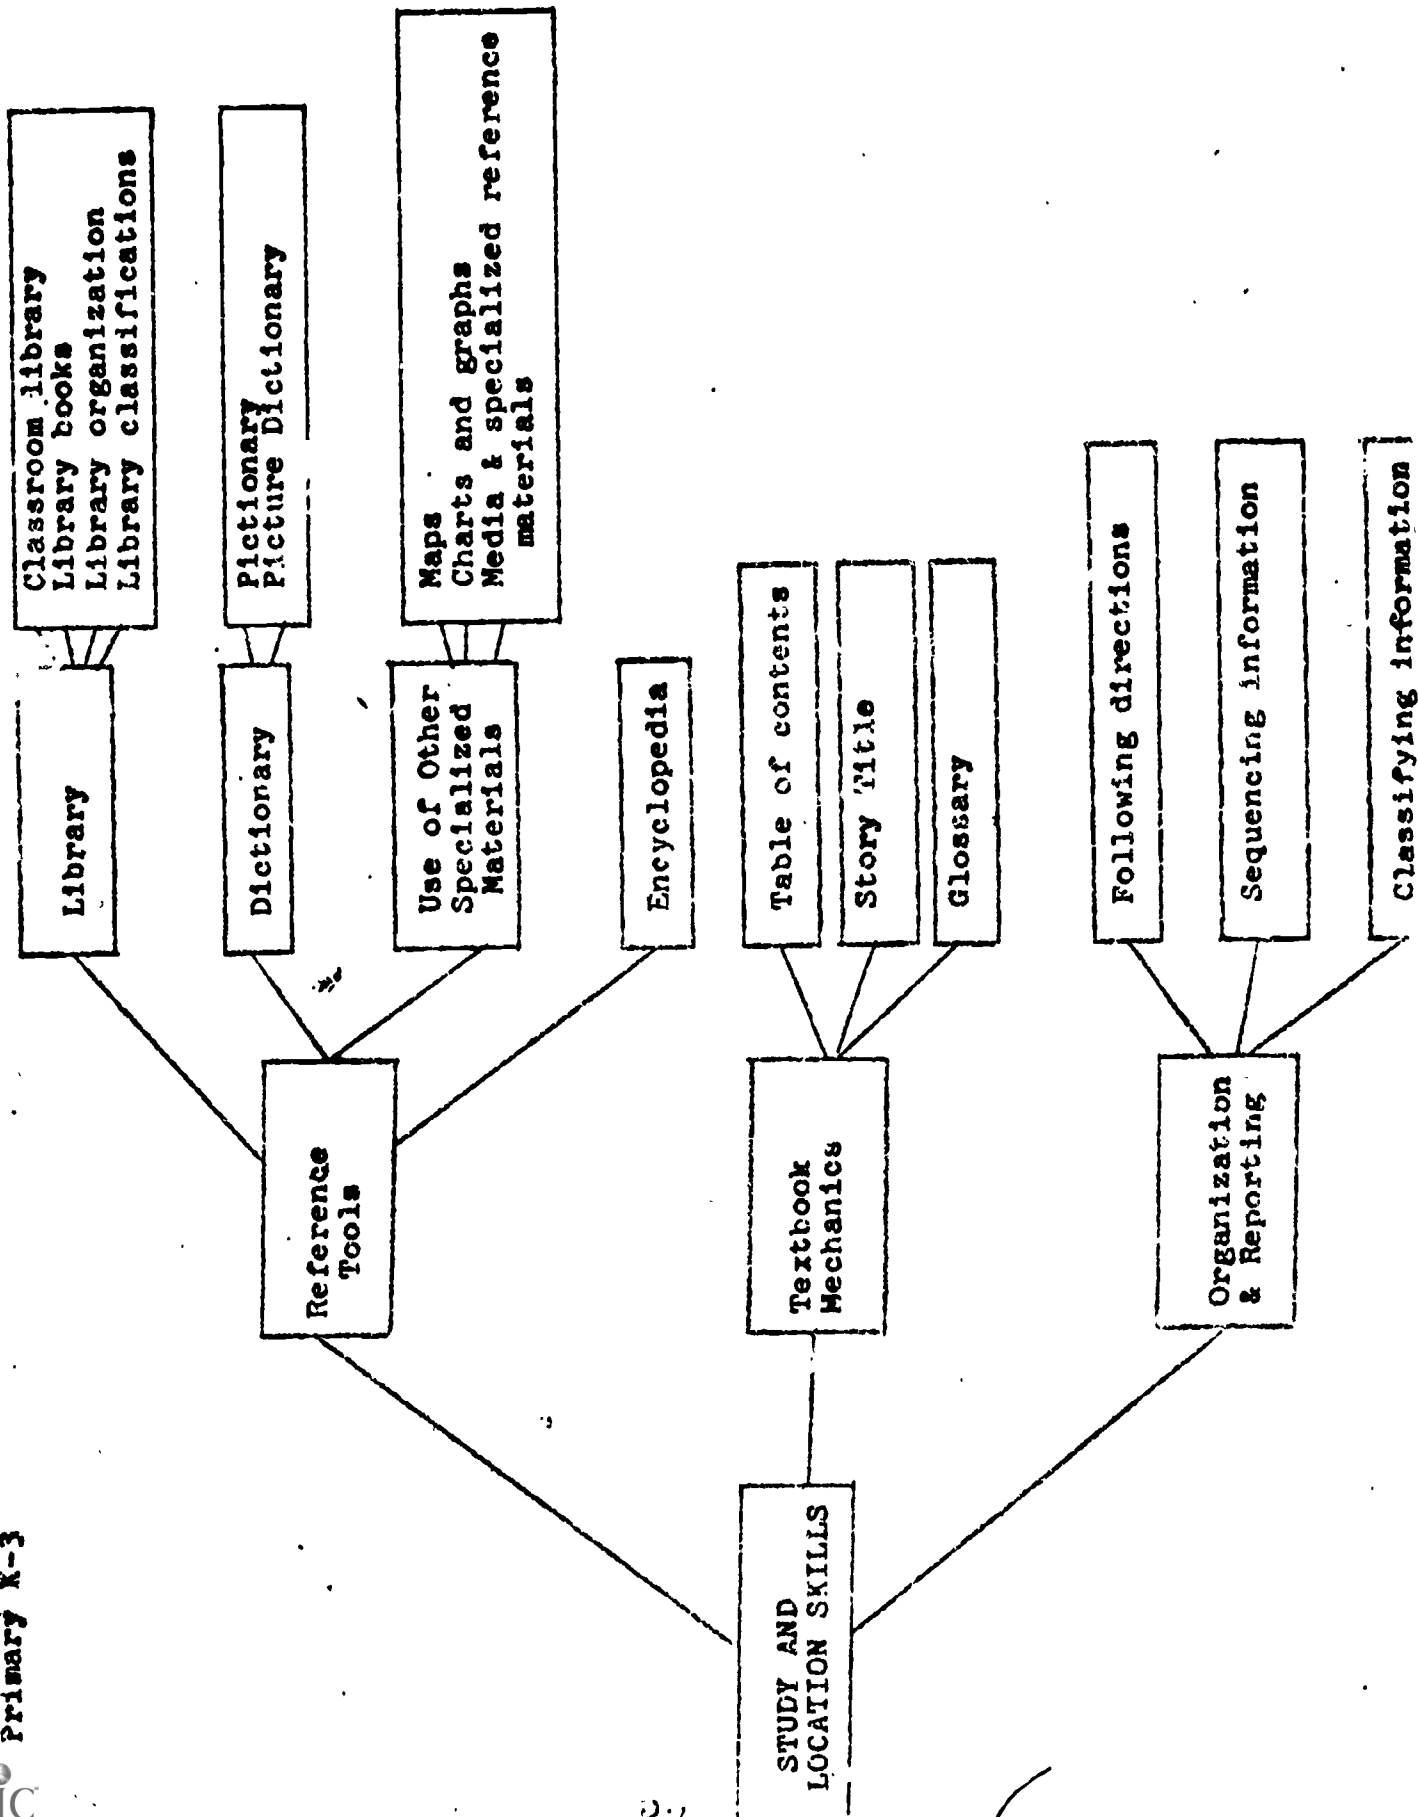 Primary K-3
STUDY AND
LOCATION SKILLS
Reference
Tools
Library
Classroom library
Library books
Library organization
Library classifications
Dictionary
Pictionary
Picture Dictionary
Use of Other
Specialized
Materials
Maps
Charts and graphs
Media & specialized reference
materials
Encyclopedia
Textbook
Mechanics
Table of contents
Story Title
Glossary
Organization
& Reporting
Following directions
Sequencing information
Classifying information